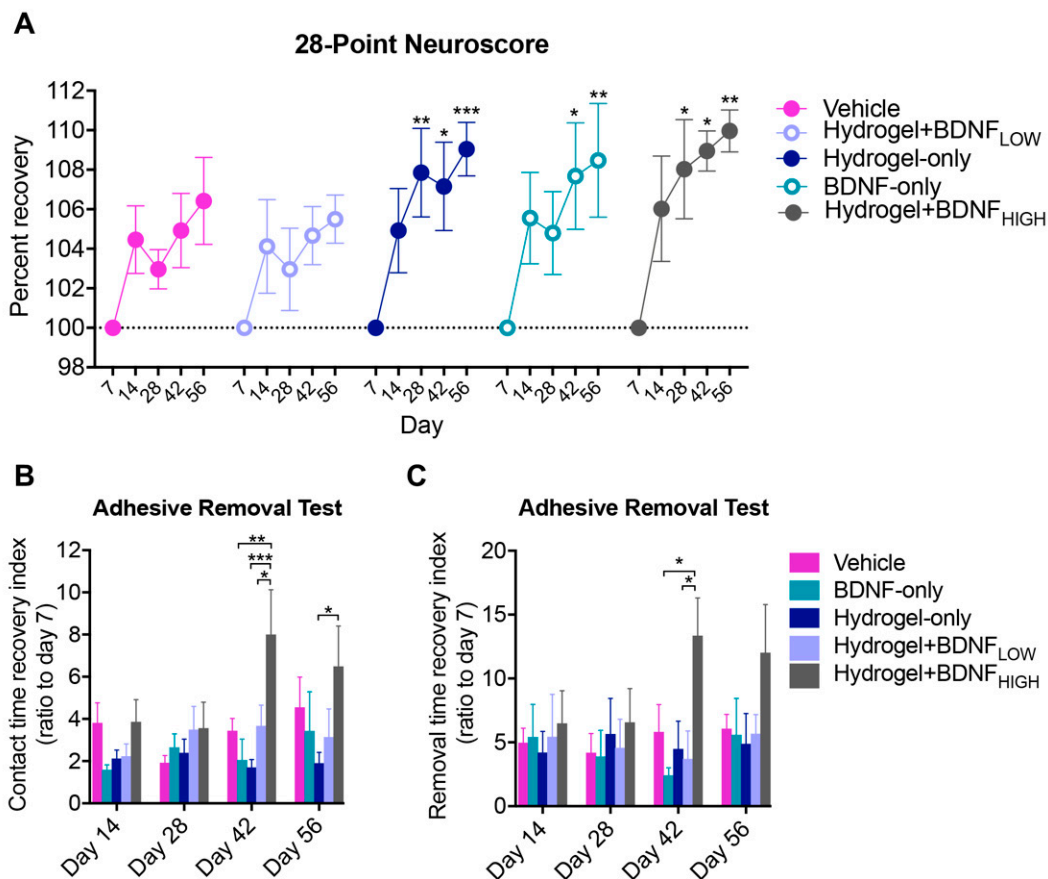 A
28-Point Neuroscore
Percent recovery
112
110
108
106
104
102
100
98
** * ***
* **
* * **
7 14 28 42 56
7 14 28 42 56
7 14 28 42 56
7 14 28 42 56
7 14 28 42 56
Day
Vehicle
Hydrogel+BDNF_LOW
Hydrogel-only
BDNF-only
Hydrogel+BDNF_HIGH
B
Adhesive Removal Test
Contact time recovery index
(ratio to day 7)
12
10
8
6
4
2
0
**
***
*
*
Day 14
Day 28
Day 42
Day 56
C
Adhesive Removal Test
Removal time recovery index
(ratio to day 7)
20
15
10
5
0
*
*
Day 14
Day 28
Day 42
Day 56
Vehicle
BDNF-only
Hydrogel-only
Hydrogel+BDNF_LOW
Hydrogel+BDNF_HIGH